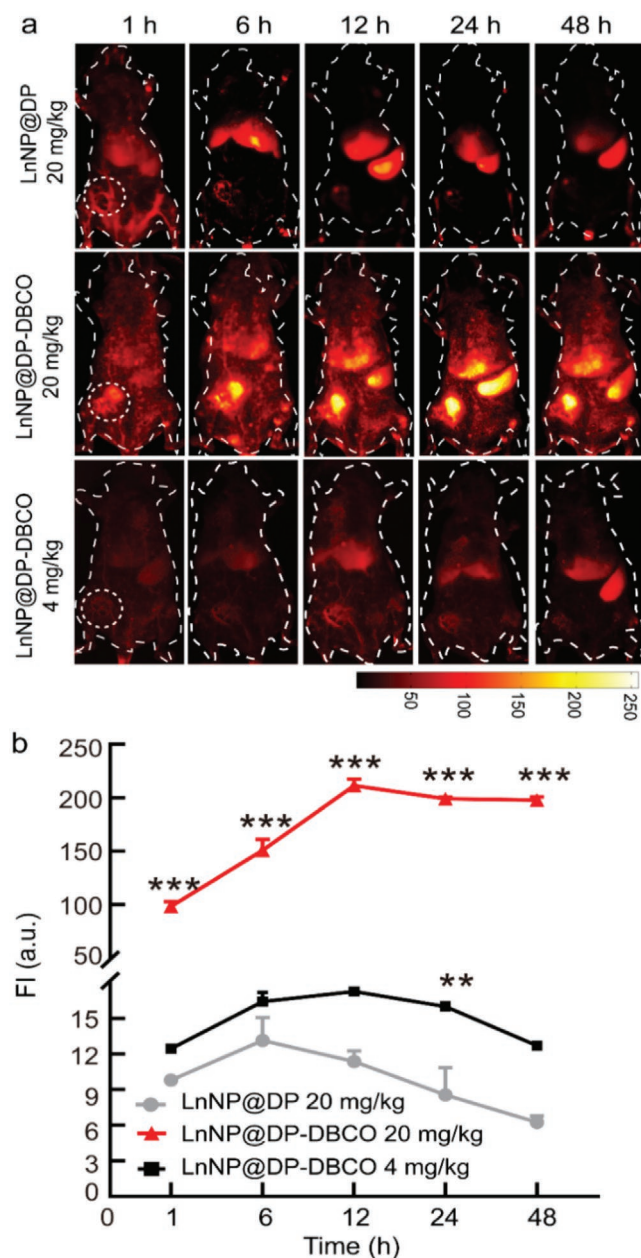 a
1 h 6 h 12 h 24 h 48 h
LnNP@DP
20 mg/kg
LnNP@DP-DBCO
20 mg/kg
LnNP@DP-DBCO
4 mg/kg
50 100 150 200 250
b
250
200
150
100
50
15
12
9
6
3
0
FI (a.u.)
***
***
***
***
***
**
LnNP@DP 20 mg/kg
LnNP@DP-DBCO 20 mg/kg
LnNP@DP-DBCO 4 mg/kg
0 1 6 12 24 48
Time (h)